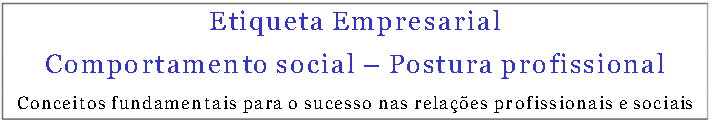 Etiqueta Empresarial
Comportamento social – Postura profissional
Conceitos fundamentais para o sucesso nas relações profissionais e sociais